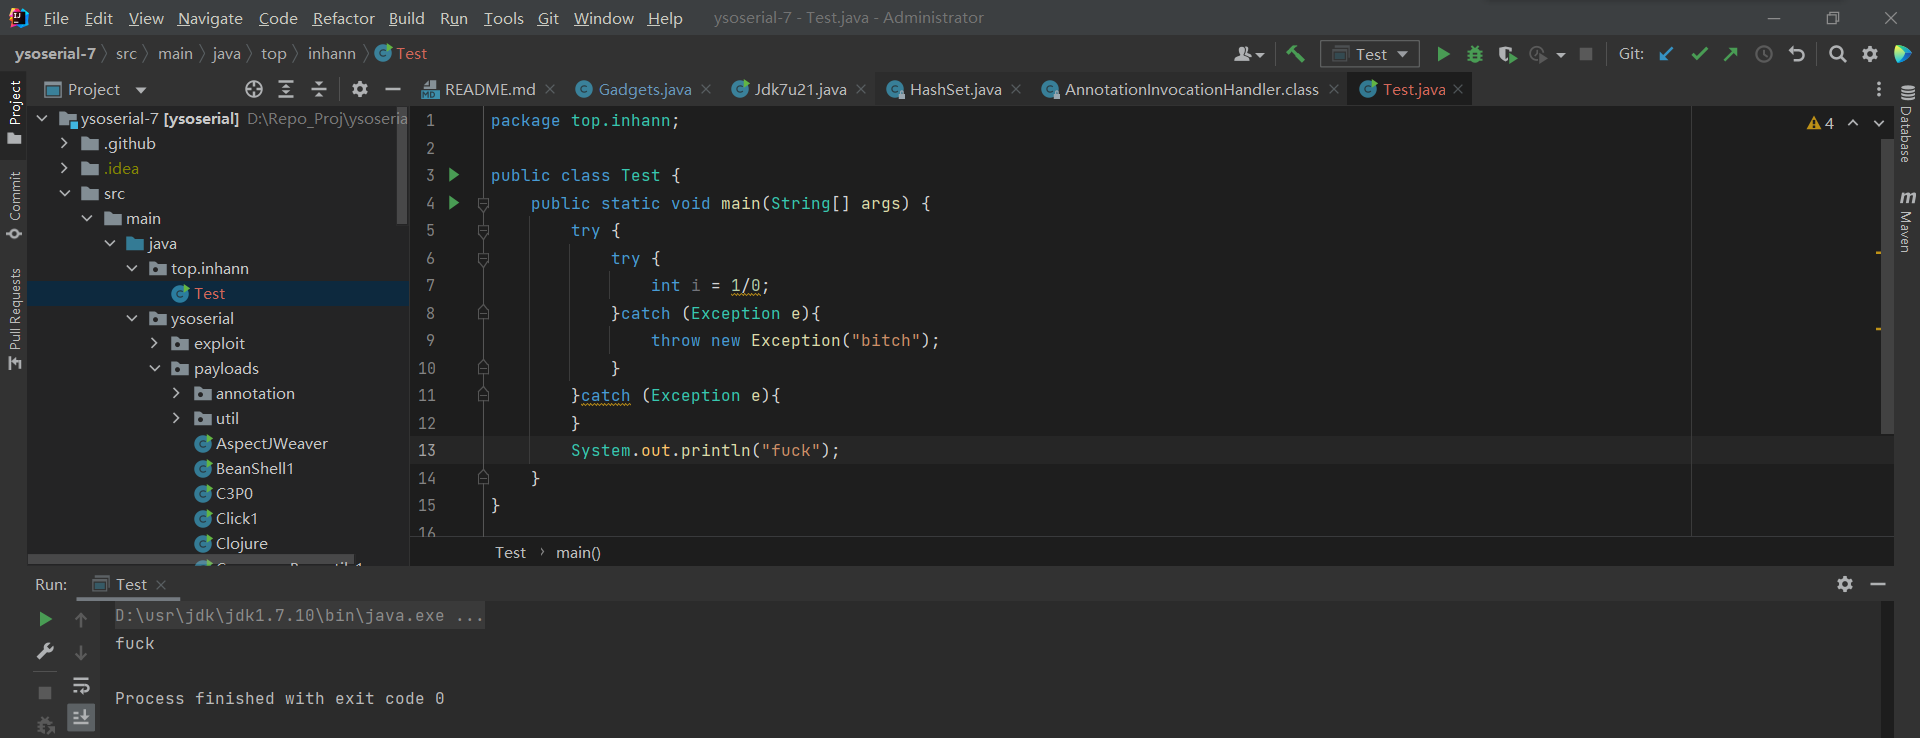 File Edit View Navigate Code Refactor Build Run Tools Git Window Help ysoserial-7 - Test.java - Administrator
ysoserial-7 src main java top inhann Test
Test
Git:
Project
README.md Gadgets.java Jdk7u21.java HashSet.java AnnotationInvocationHandler.class Test.java
Project
Commit
Pull Requests
ysoserial-7 [ysoserial] D:\Repo_Proj\ysoseria
.github
.idea
src
main
java
top.inhann
Test
ysoserial
exploit
payloads
annotation
util
AspectJWeaver
BeanShell1
C3P0
Click1
Clojure
1 package top.inhann;
2
3 public class Test {
4 public static void main(String[] args) {
5 try {
6 try {
7 int i = 1/0;
8 }catch (Exception e){
9 throw new Exception("bitch");
10 }
11 }catch (Exception e){
12 }
13 System.out.println("fuck");
14 }
15 }
16
4
Database
m Maven
Test main()
Run: Test
D:\usr\jdk\jdk1.7.10\bin\java.exe ...
fuck
Process finished with exit code 0